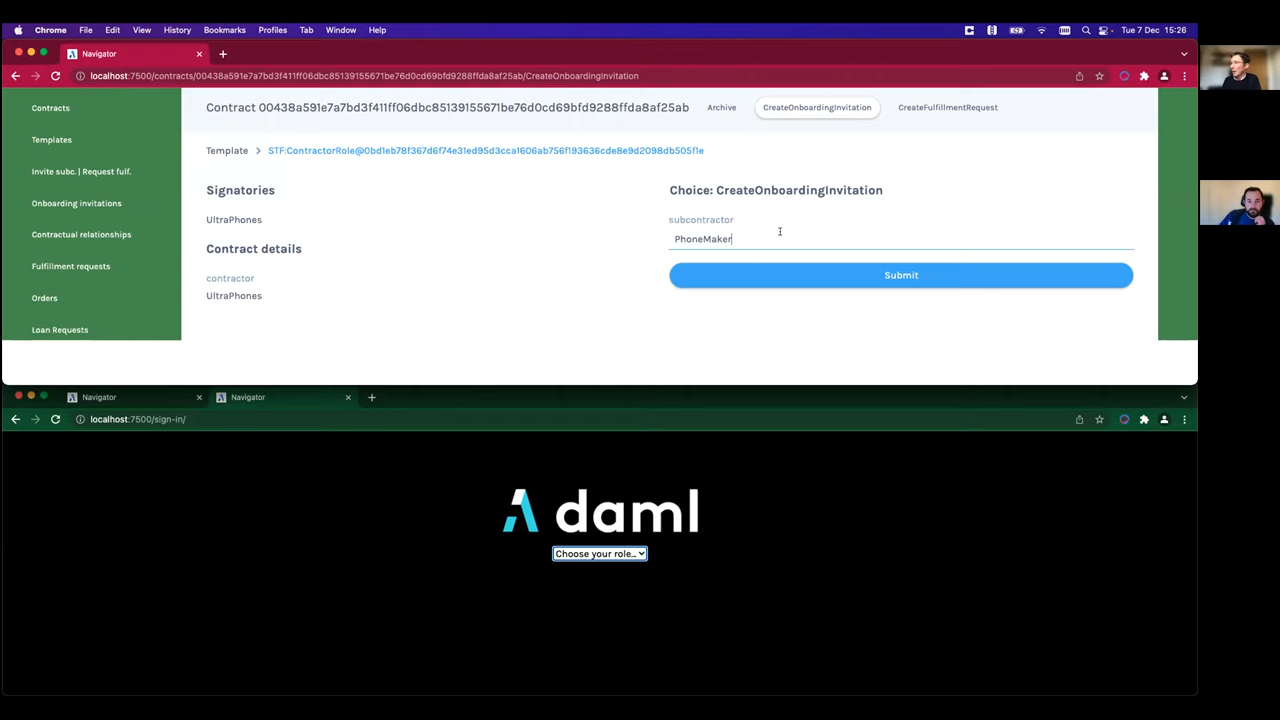 Chrome File Edit View History Bookmarks Profiles Tab Window Help Tue 7 Dec 15:26
Navigator
localhost:7500/contracts/00438a591e7a7bd3f411ff06dbc85139155671be76d0cd69bfd9288ffda8af25ab/CreateOnboardingInvitation
Contracts
Templates
Invite subc. | Request fulf.
Onboarding invitations
Contractual relationships
Fulfillment requests
Orders
Loan Requests
Contract 00438a591e7a7bd3f411ff06dbc85139155671be76d0cd69bfd9288ffda8af25ab Archive CreateOnboardingInvitation CreateFulfillmentRequest
Template > STF:ContractorRole@0bd1eb78f367d6f74e31ed95d3cca1606ab756f193636cde8e9d2098db505f1e
Signatories
UltraPhones
Contract details
contractor
UltraPhones
Choice: CreateOnboardingInvitation
subcontractor
PhoneMaker
Submit
Navigator Navigator
localhost:7500/sign-in/
daml
Choose your role...